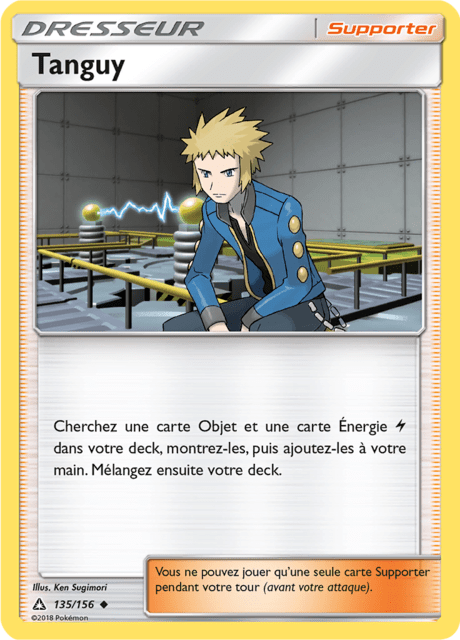 DRESSEUR Supporter
Tanguy
Cherchez une carte Objet et une carte Énergie
dans votre deck, montrez-les, puis ajoutez-les à votre
main. Mélangez ensuite votre deck.
Vous ne pouvez jouer qu'une seule carte Supporter
pendant votre tour (avant votre attaque).
Illus. Ken Sugimori
135/156
©2018 Pokémon